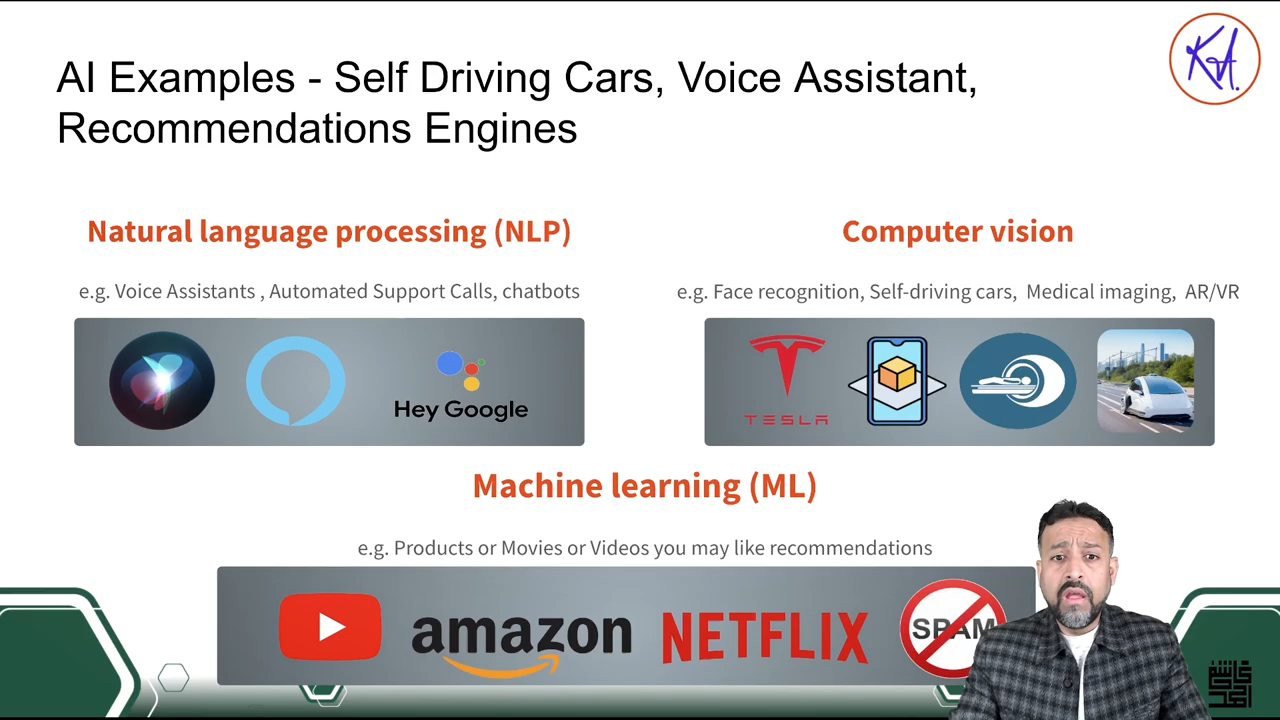 AI Examples - Self Driving Cars, Voice Assistant,
Recommendations Engines
Natural language processing (NLP)
e.g. Voice Assistants , Automated Support Calls, chatbots
Hey Google
Computer vision
e.g. Face recognition, Self-driving cars, Medical imaging, AR/VR
TESLA
Machine learning (ML)
e.g. Products or Movies or Videos you may like recommendations
amazon
NETFLIX
SPAM